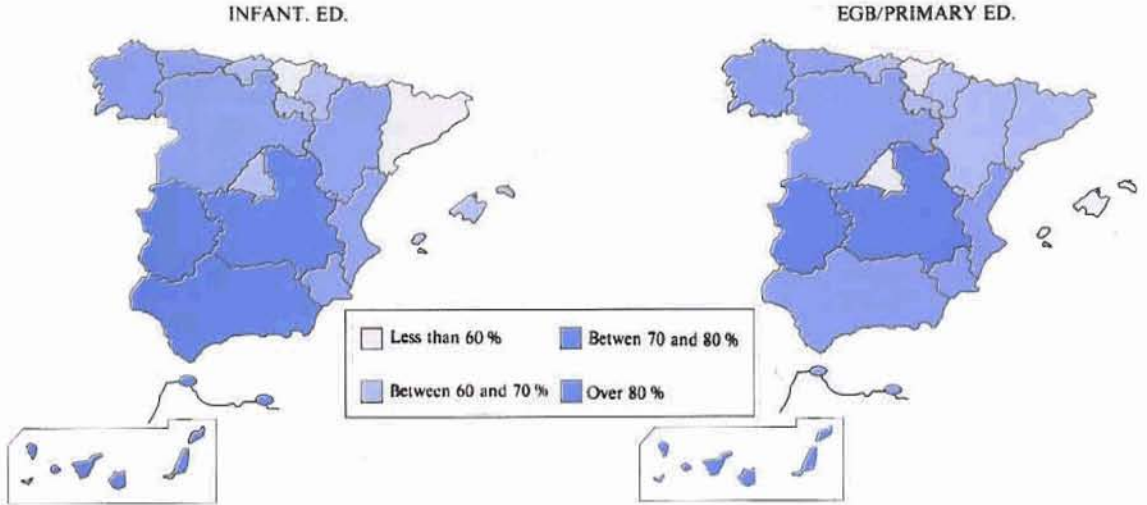 INFANT. ED.
EGB/PRIMARY ED.
Less than 60 %
Betwen 70 and 80 %
Between 60 and 70 %
Over 80 %